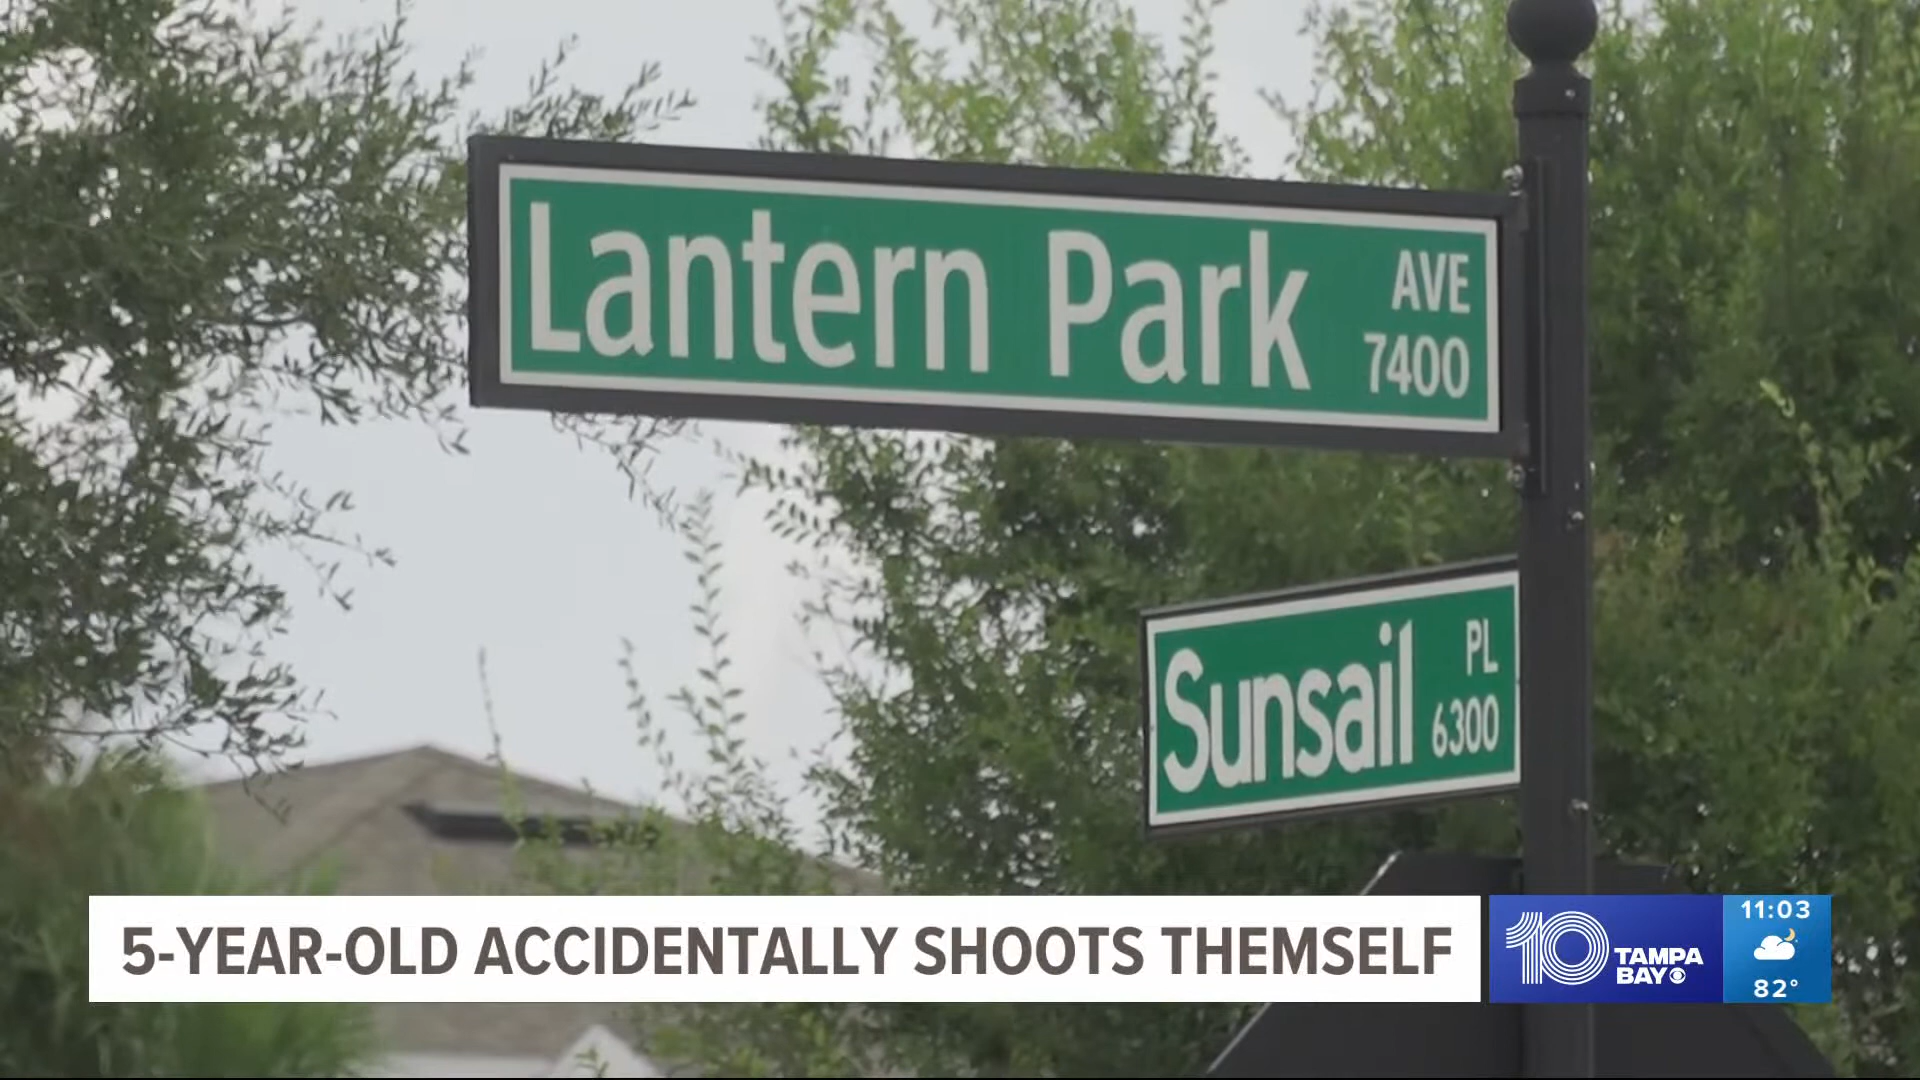 Lantern Park AVE
7400
Sunsail PL
6300
5-YEAR-OLD ACCIDENTALLY SHOOTS THEMSELF
10 TAMPA
BAY
11:03
82°